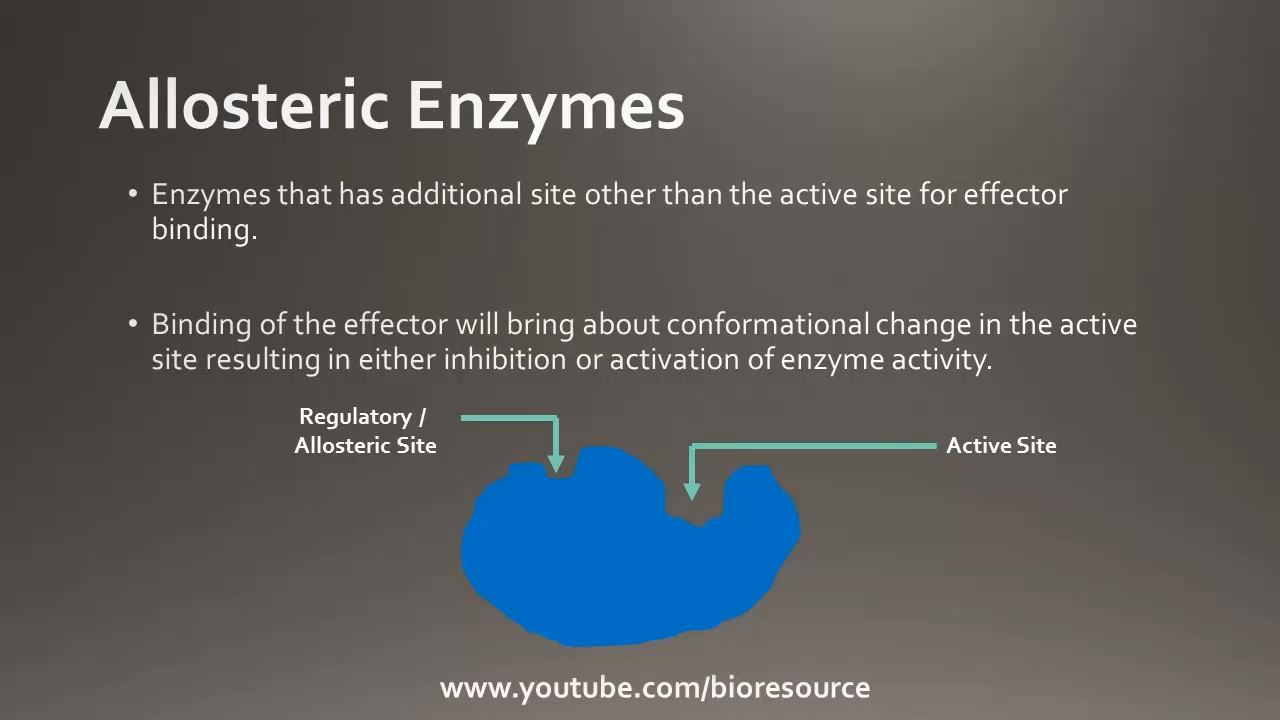 Allosteric Enzymes
• Enzymes that has additional site other than the active site for effector
binding.
• Binding of the effector will bring about conformational change in the active
site resulting in either inhibition or activation of enzyme activity.
Regulatory /
Allosteric Site
Active Site
www.youtube.com/bioresource